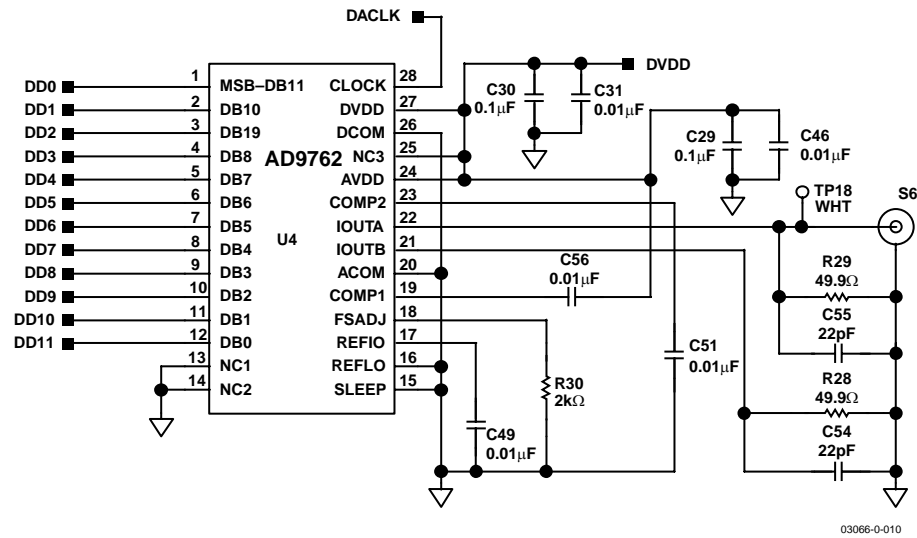 DACLK
DVDD
DD0
DD1
DD2
DD3
DD4
DD5
DD6
DD7
DD8
DD9
DD10
DD11
1
2
3
4
5
6
7
8
9
10
11
12
13
14
MSB–DB11
DB10
DB19
DB8
DB7
DB6
DB5
DB4
DB3
DB2
DB1
DB0
NC1
NC2
AD9762
U4
CLOCK
DVDD
DCOM
NC3
AVDD
COMP2
IOUTA
IOUTB
ACOM
COMP1
FSADJ
REFIO
REFLO
SLEEP
28
27
26
25
24
23
22
21
20
19
18
17
16
15
C30
0.1µF
C31
0.01µF
C29
0.1µF
C46
0.01µF
TP18
WHT
S6
C56
0.01µF
R29
49.9Ω
C55
22pF
C51
0.01µF
R30
2kΩ
R28
49.9Ω
C54
22pF
C49
0.01µF
03066-0-010